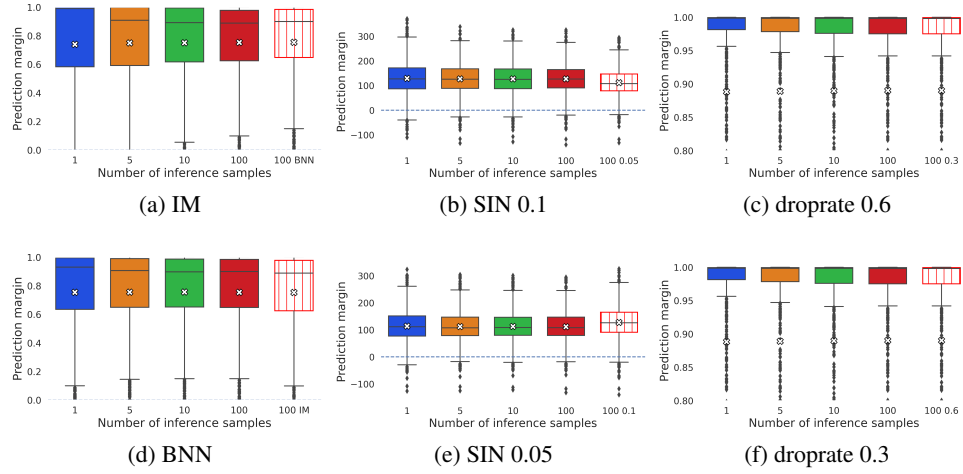 Prediction margin
1.0
0.8
0.6
0.4
0.2
0.0
1 5 10 100 100 BNN
Number of inference samples
(a) IM
Prediction margin
300
200
100
0
−100
1 5 10 100 100 0.05
Number of inference samples
(b) SIN 0.1
Prediction margin
1.00
0.95
0.90
0.85
0.80
1 5 10 100 100 0.3
Number of inference samples
(c) droprate 0.6
Prediction margin
1.0
0.8
0.6
0.4
0.2
0.0
1 5 10 100 100 IM
Number of inference samples
(d) BNN
Prediction margin
300
200
100
0
−100
1 5 10 100 100 0.1
Number of inference samples
(e) SIN 0.05
Prediction margin
1.00
0.95
0.90
0.85
0.80
1 5 10 100 100 0.6
Number of inference samples
(f) droprate 0.3